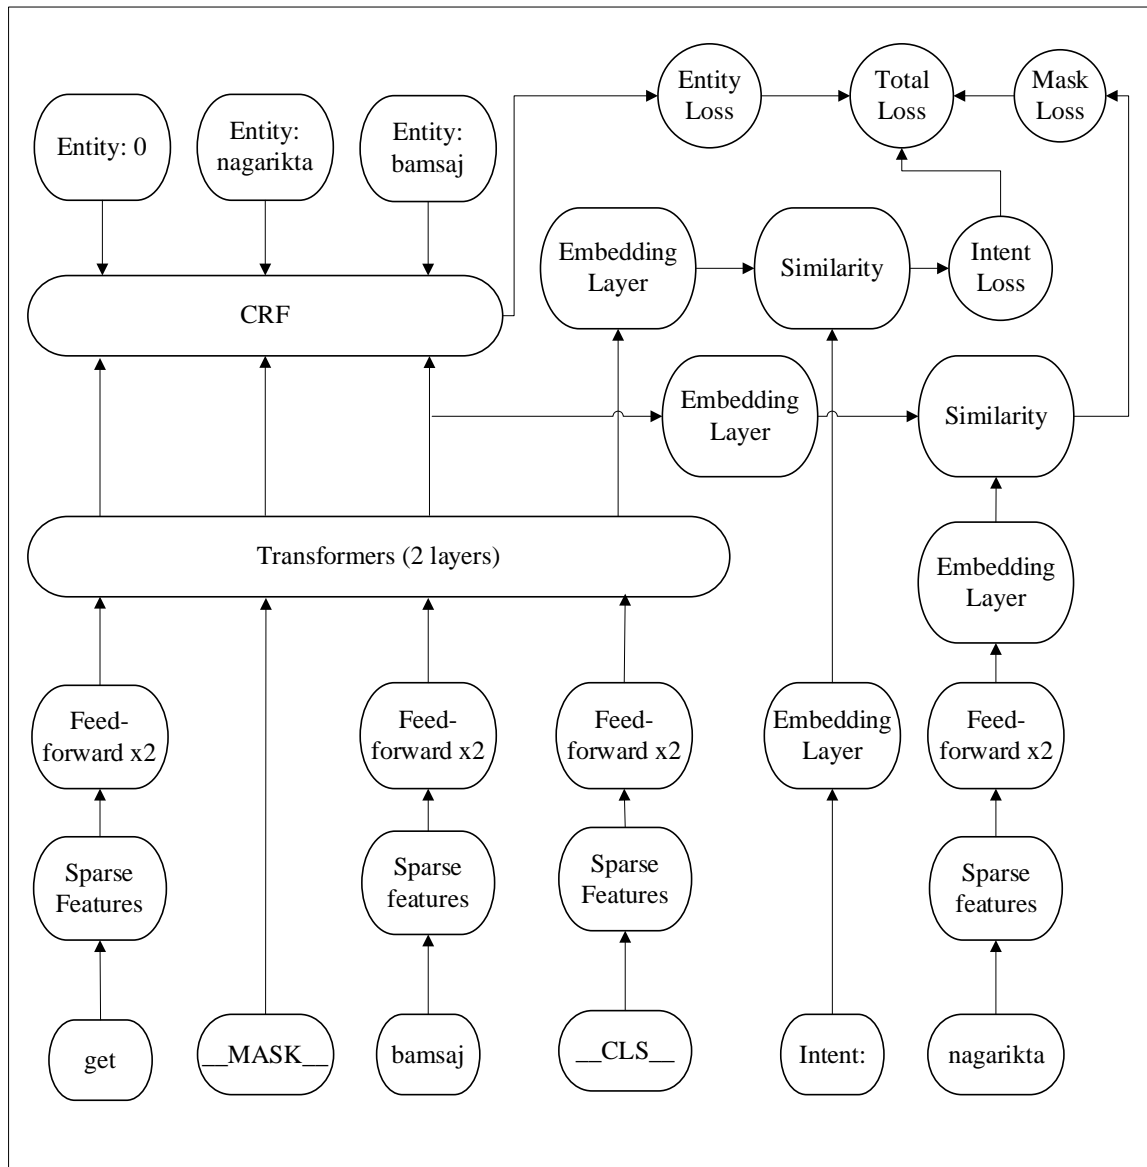 Entity
Loss
Total
Loss
Mask
Loss
Entity: 0
Entity:
nagarikta
Entity:
bamsaj
Embedding
Layer
Similarity
Intent
Loss
CRF
Embedding
Layer
Similarity
Transformers (2 layers)
Embedding
Layer
Feed-
forward x2
Feed-
forward x2
Feed-
forward x2
Embedding
Layer
Feed-
forward x2
Sparse
Features
Sparse
features
Sparse
Features
Sparse
features
get
__MASK__
bamsaj
__CLS__
Intent:
nagarikta